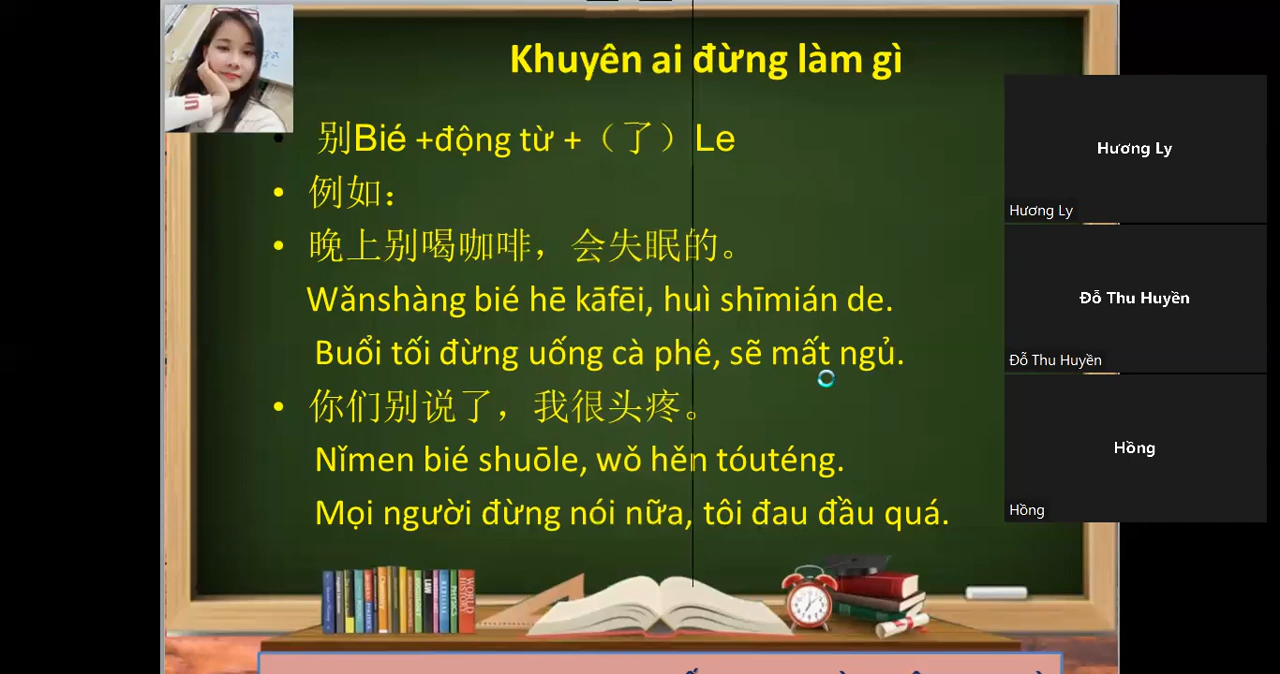 Khuyên ai đừng làm gì
别Bié +động từ +（了）Le
例如：
晚上别喝咖啡，会失眠的。
Wǎnshàng bié hē kāfēi, huì shīmián de.
Buổi tối đừng uống cà phê, sẽ mất ngủ.
你们别说了，我很头疼。
Nǐmen bié shuōle, wǒ hěn tóuténg.
Mọi người đừng nói nữa, tôi đau đầu quá.
Hương Ly
Hương Ly
Đỗ Thu Huyền
Đỗ Thu Huyền
Hồng
Hồng
LAW